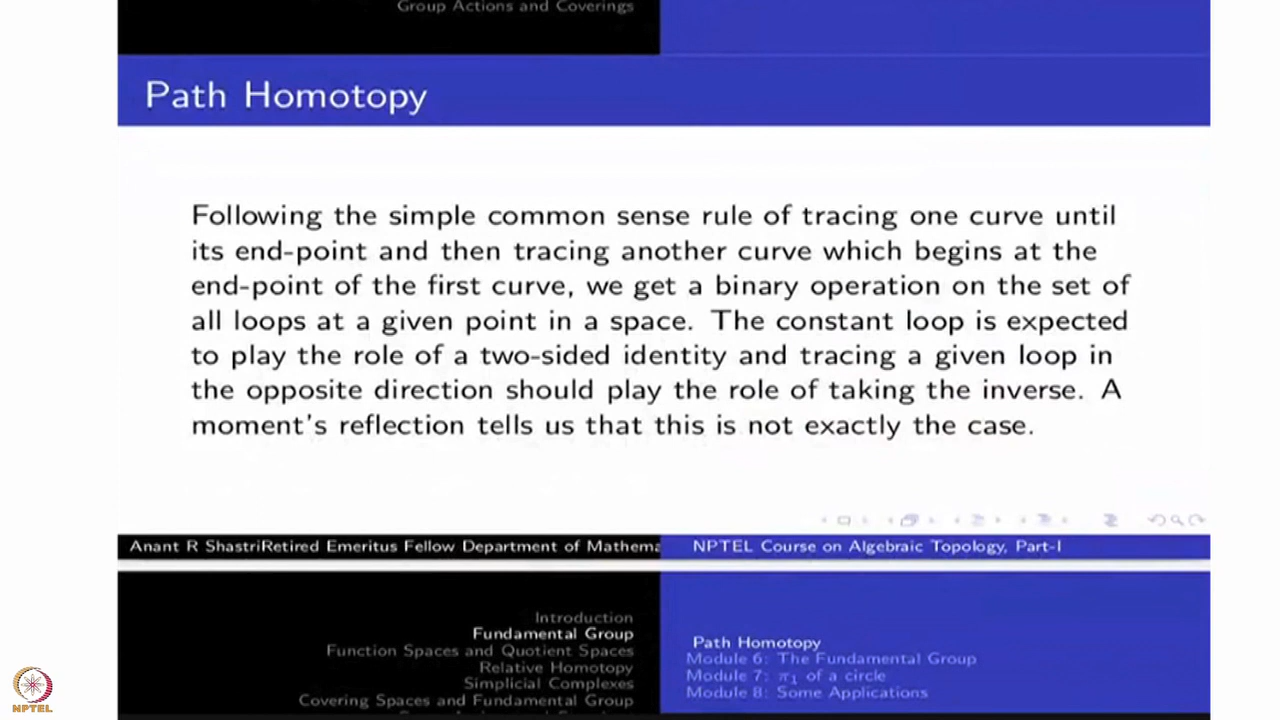 Group Actions and Coverings
Path Homotopy
Following the simple common sense rule of tracing one curve until
its end-point and then tracing another curve which begins at the
end-point of the first curve, we get a binary operation on the set of
all loops at a given point in a space. The constant loop is expected
to play the role of a two-sided identity and tracing a given loop in
the opposite direction should play the role of taking the inverse. A
moment's reflection tells us that this is not exactly the case.
Anant R ShastriRetired Emeritus Fellow Department of Mathema
NPTEL Course on Algebraic Topology, Part-I
Introduction
Fundamental Group
Function Spaces and Quotient Spaces
Relative Homotopy
Simplicial Complexes
Covering Spaces and Fundamental Group
Path Homotopy
Module 6: The Fundamental Group
Module 7: π₁ of a circle
Module 8: Some Applications
NPTEL